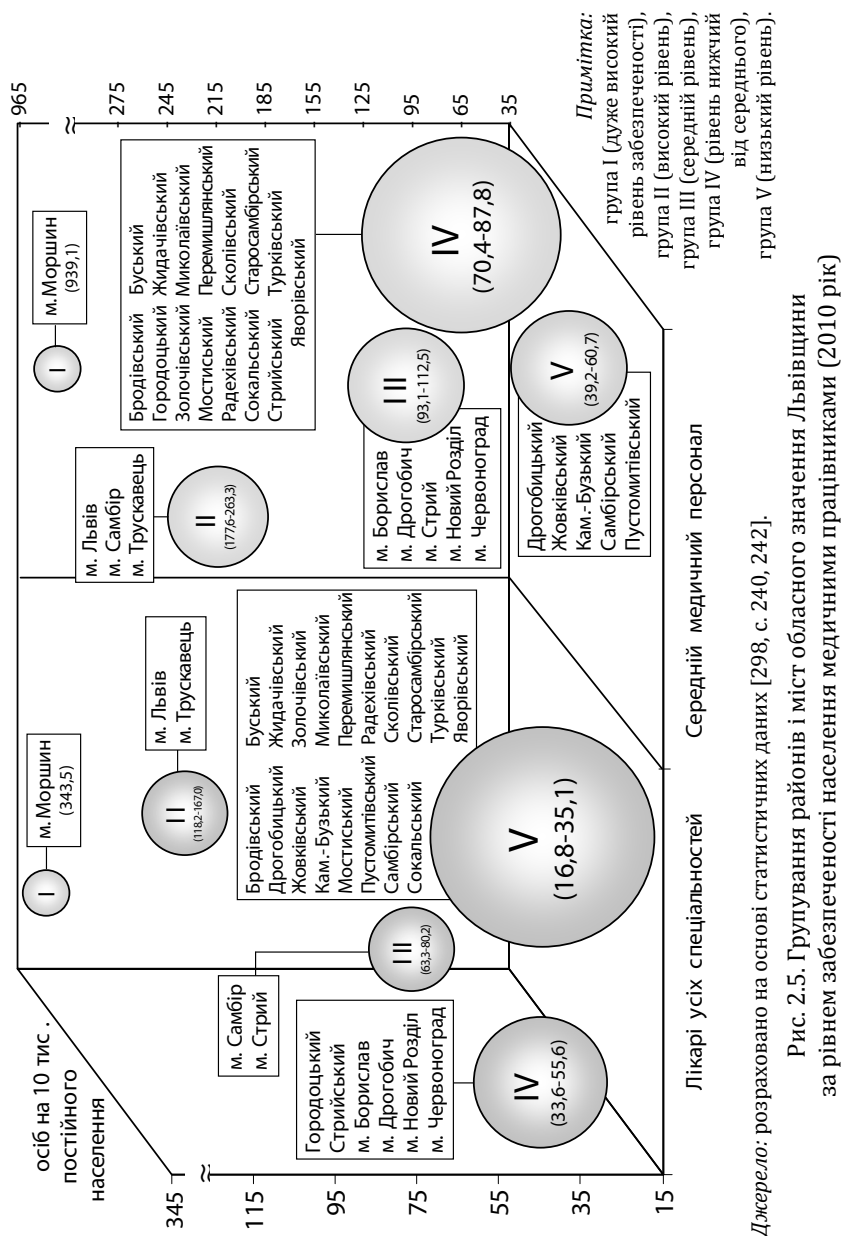 осіб на 10 тис .
постійного
населення
345
115
95
75
55
35
15
I
м. Моршин
(343,5)
II
(118,2-167,0)
м. Львів
м. Трускавець
м. Самбір
м. Стрий
III
(63,3-80,2)
Городоцький
Стрийський
м. Борислав
м. Дрогобич
м. Новий Розділ
м. Червоноград
IV
(33,6-55,6)
Бродівський Буський
Дрогобицький Жидачівський
Жовківський Золочівський
Кам.-Бузький Миколаївський
Мостиський Перемишлянський
Пустомитівський Радехівський
Самбірський Сколівський
Сокальський Старосамбірський
Турківський
Яворівський
V
(16,8-35,1)
Лікарі усіх спеціальностей
I
м. Моршин
(939,1)
м. Львів
м. Самбір
м. Трускавець
II
(177,6-263,3)
Бродівський Буський
Городоцький Жидачівський
Золочівський Миколаївський
Мостиський Перемишлянський
Радехівський Сколівський
Сокальський Старосамбірський
Стрийський Турківський
Яворівський
м. Борислав
м. Дрогобич
м. Стрий
м. Новий Розділ
м. Червоноград
III
(93,1-112,5)
IV
(70,4-87,8)
Дрогобицький
Жовківський
Кам.-Бузький
Самбірський
Пустомитівський
V
(39,2-60,7)
Середній медичний персонал
965
275
245
215
185
155
125
95
65
35
Примітка:
група I (дуже високий
рівень забезпеченості),
група II (високий рівень),
група III (середній рівень),
група IV (рівень нижчий
від середнього),
група V (низький рівень).
Джерело: розраховано на основі статистичних даних [298, с. 240, 242].
Рис. 2.5. Групування районів і міст обласного значення Львівщини
за рівнем забезпеченості населення медичними працівниками (2010 рік)